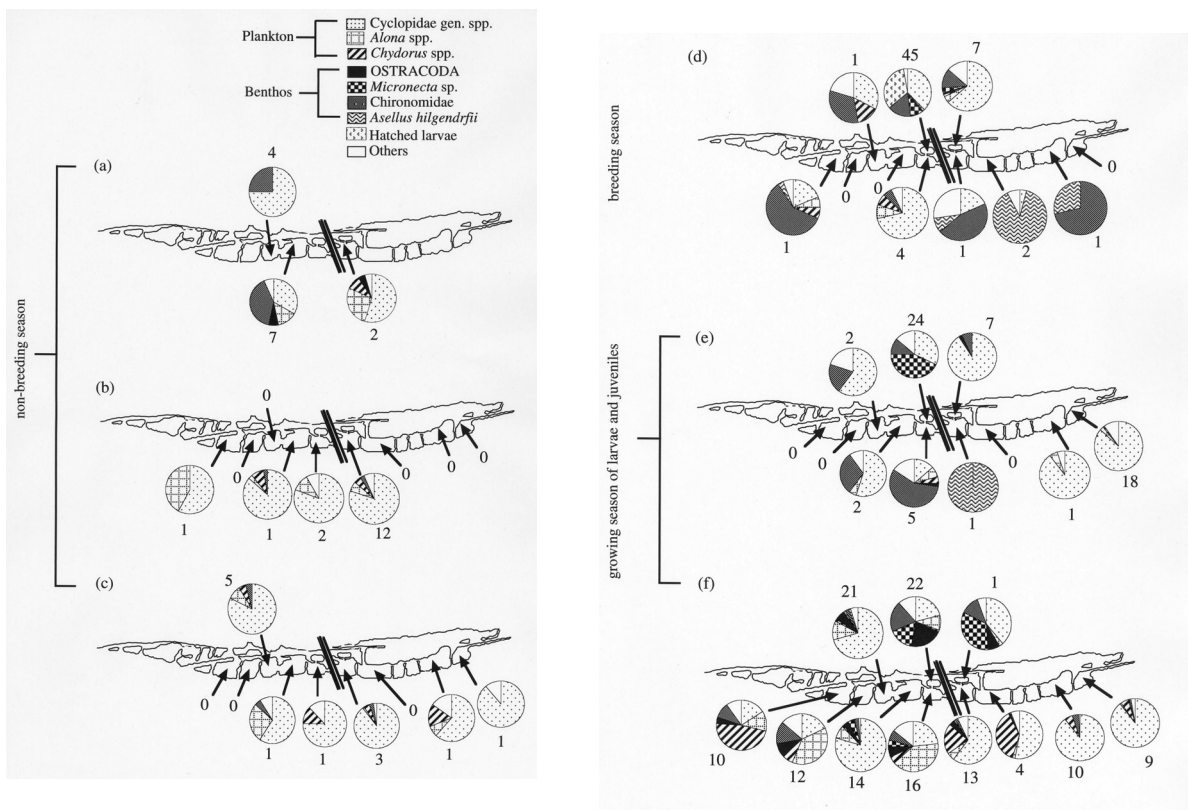 Plankton
Cyclopidae gen. spp.
Alona spp.
Chydorus spp.
Benthos
OSTRACODA
Micronecta sp.
Chironomidae
Asellus hilgendrfii
Hatched larvae
Others
non-breeding season
(a)
4
7
2
(b)
0
0
0
0
0
1
1
2
12
(c)
5
0
0
0
1
1
3
1
1
breeding season
(d)
1
45
7
0
0
0
1
4
1
2
1
growing season of larvae and juveniles
(e)
2
24
7
0
0
0
2
5
1
1
18
(f)
21
22
1
10
12
14
16
13
4
10
9